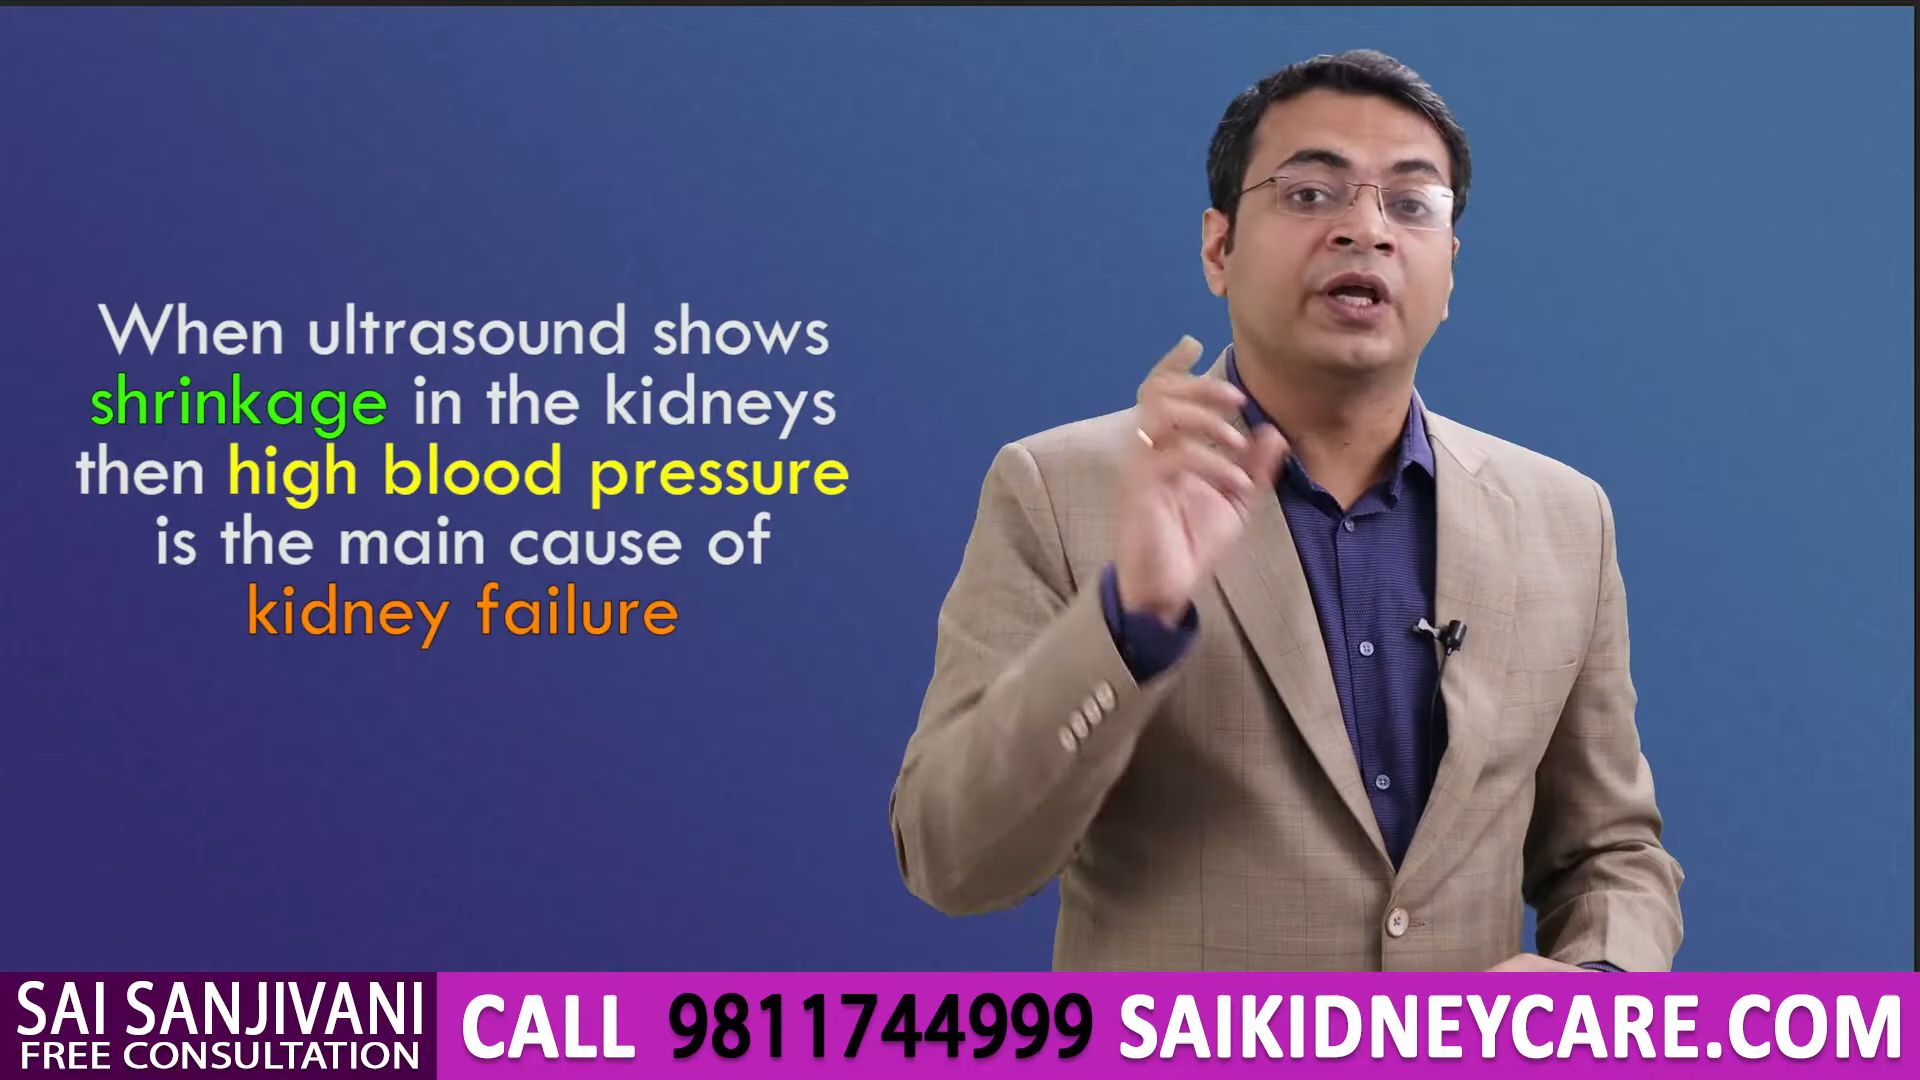 When ultrasound shows
shrinkage in the kidneys
then high blood pressure
is the main cause of
kidney failure
SAI SANJIVANI
FREE CONSULTATION
CALL 9811744999 SAIKIDNEYCARE.COM